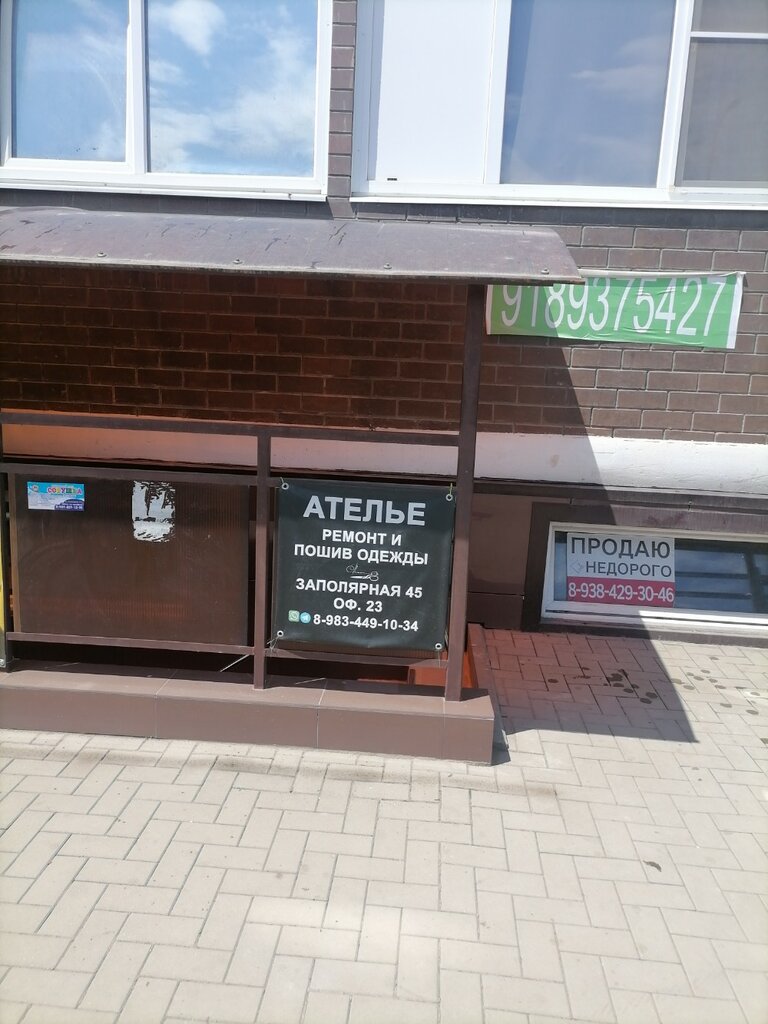 9189375427
СОВУШКА
АТЕЛЬЕ
РЕМОНТ И
ПОШИВ ОДЕЖДЫ
ЗАПОЛЯРНАЯ 45
ОФ. 23
8-983-449-10-34
ПРОДАЮ
НЕДОРОГО
8-938-429-30-46